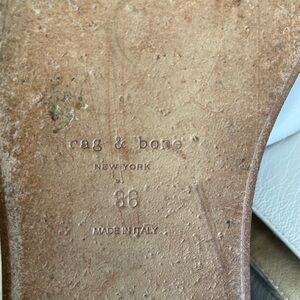 rag & bone
NEW YORK
36
MADE IN ITALY